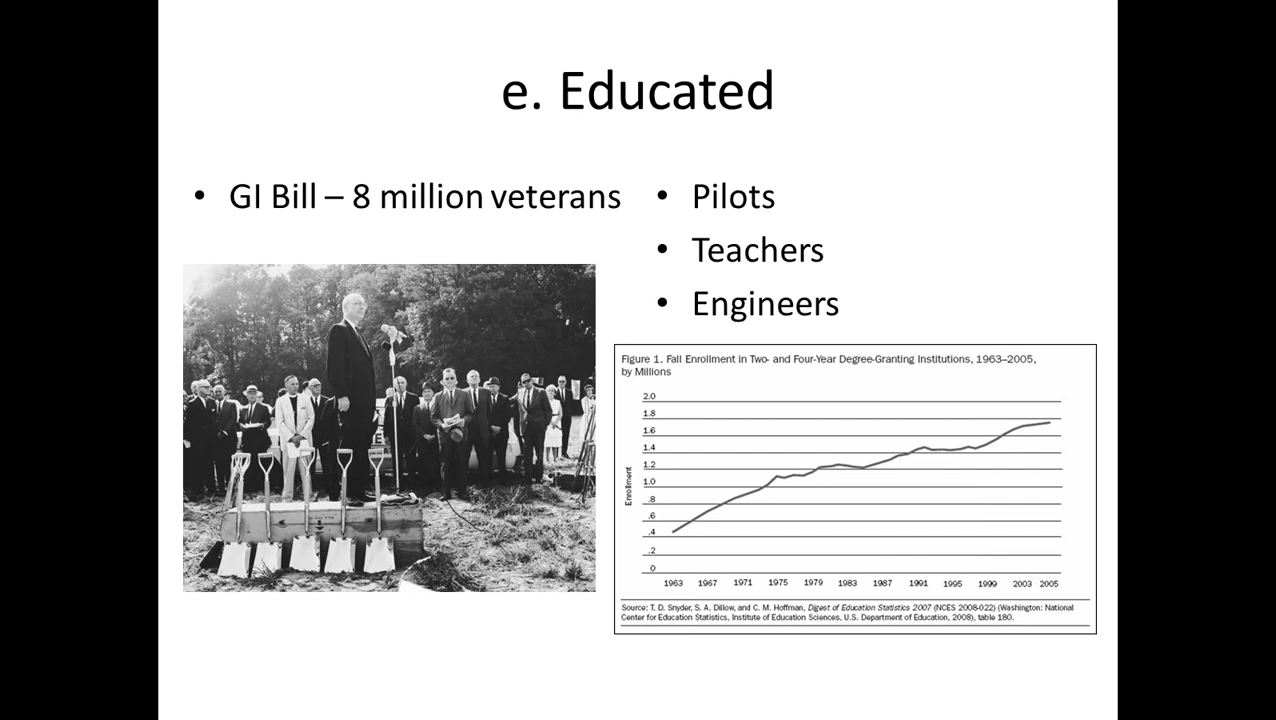 e. Educated
• GI Bill – 8 million veterans
• Pilots
• Teachers
• Engineers
Figure 1. Fall Enrollment in Two- and Four-Year Degree-Granting Institutions, 1963–2005,
by Millions
2.0
1.8
1.6
1.4
1.2
1.0
.8
.6
.4
.2
0
Enrollment
1963 1967 1971 1975 1979 1983 1987 1991 1995 1999 2003 2005
Source: T. D. Snyder, S. A. Dillow, and C. M. Hoffman, Digest of Education Statistics 2007 (NCES 2008-022) (Washington: National
Center for Education Statistics, Institute of Education Sciences, U.S. Department of Education, 2008), table 180.